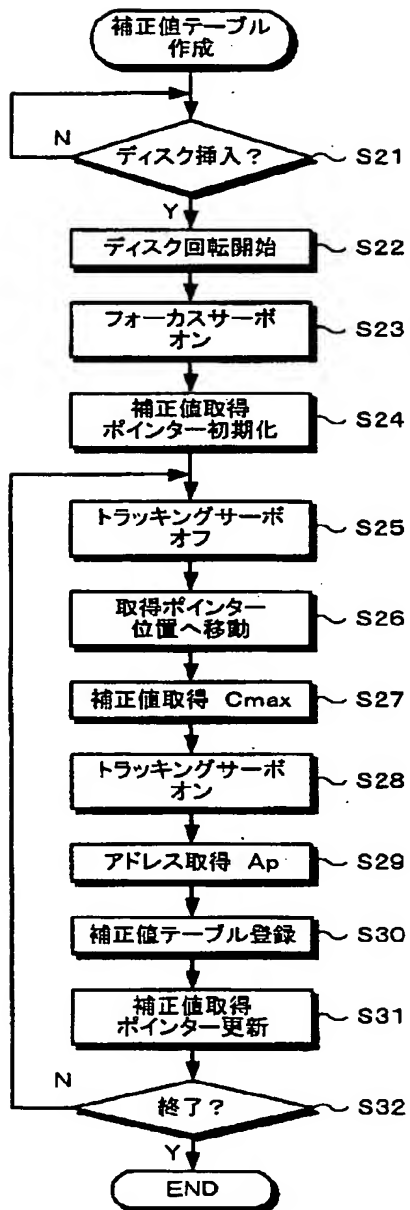 補正値テーブル
作成
N
ディスク挿入？
S21
Y
ディスク回転開始
S22
フォーカスサーボ
オン
S23
補正値取得
ポインター初期化
S24
トラッキングサーボ
オフ
S25
取得ポインター
位置へ移動
S26
補正値取得 Cmax
S27
トラッキングサーボ
オン
S28
アドレス取得 Ap
S29
補正値テーブル登録
S30
補正値取得
ポインター更新
S31
N
終了？
S32
Y
END